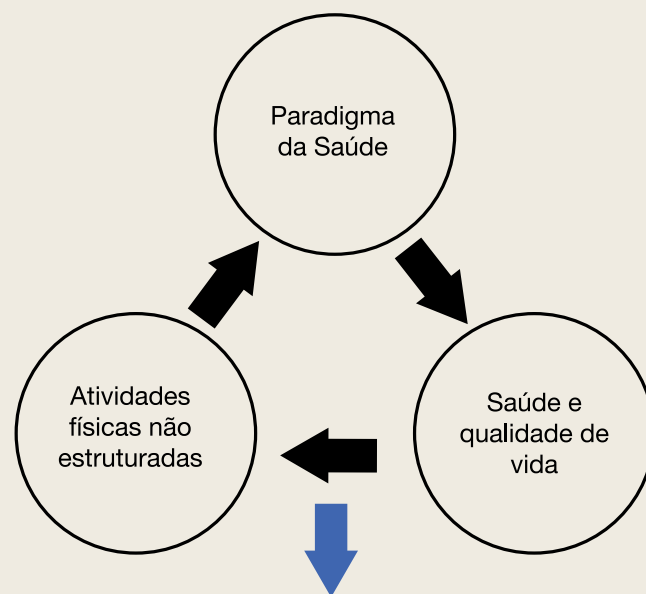 Paradigma
da Saúde
Atividades
físicas não
estruturadas
Saúde e
qualidade de
vida